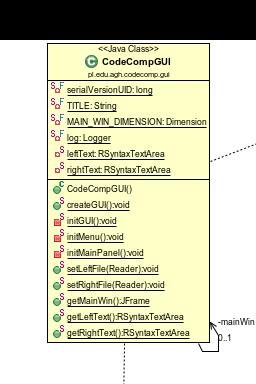 <<Java Class>>
CodeCompGUI
pl.edu.agh.codecomp.gui
serialVersionUID: long
TITLE: String
MAIN_WIN_DIMENSION: Dimension
log: Logger
leftText: RSyntaxTextArea
rightText: RSyntaxTextArea
CodeCompGUI()
createGUI():void
initGUI():void
initMenu():void
initMainPanel():void
setLeftFile(Reader):void
setRightFile(Reader):void
getMainWin():JFrame
getLeftText():RSyntaxTextArea
getRightText():RSyntaxTextArea
-mainWin
0..1